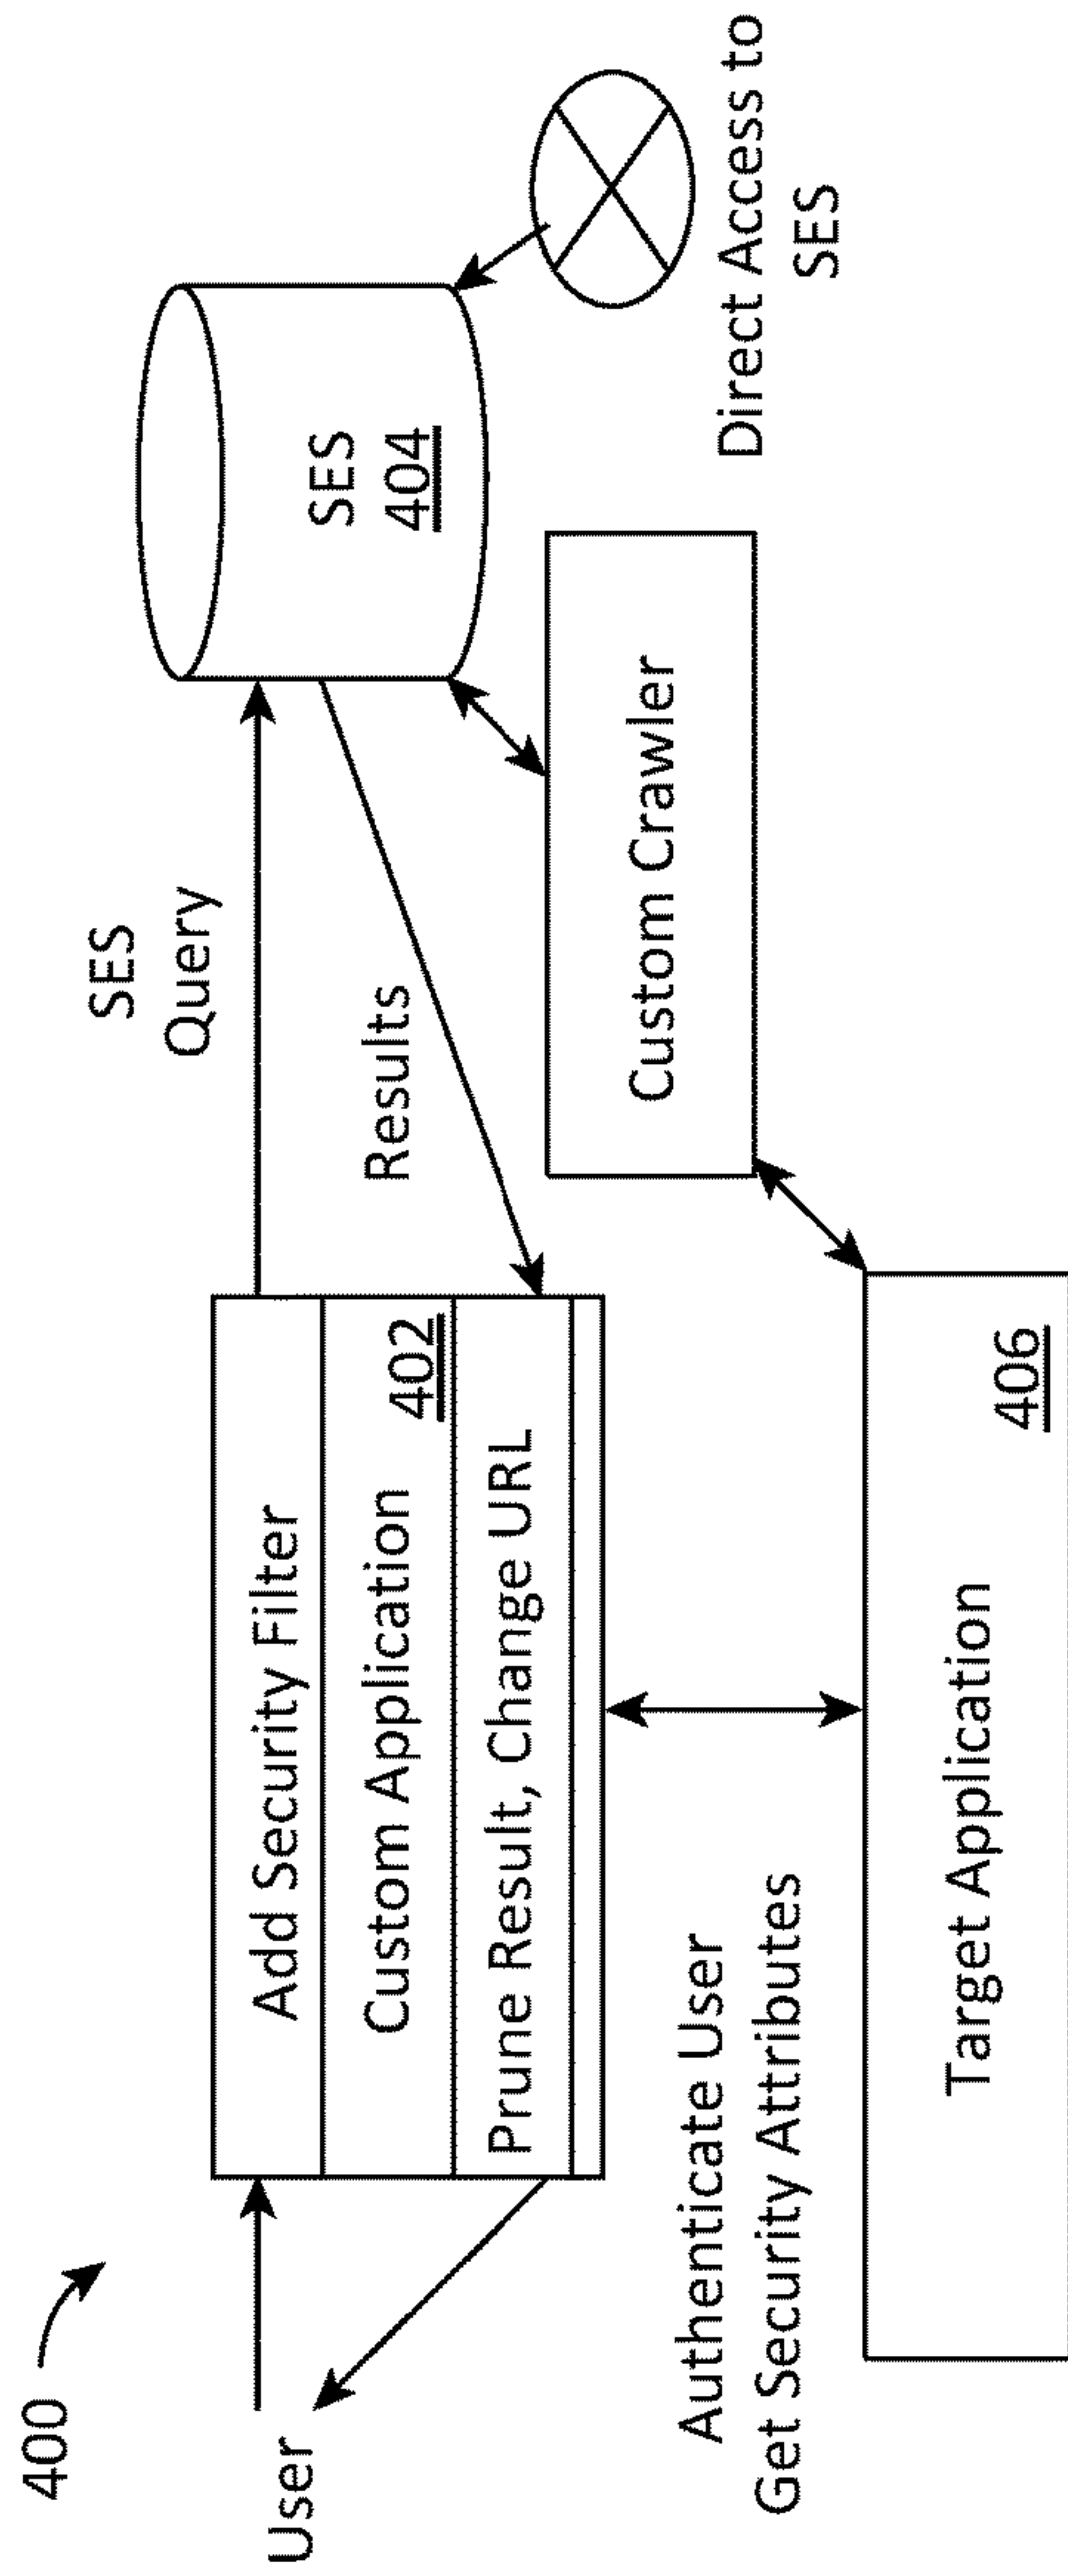 400
User
Add Security Filter
Custom Application
402
Prune Result, Change URL
SES
Query
Results
SES
404
Custom Crawler
Direct Access to
SES
Authenticate User
Get Security Attributes
Target Application
406